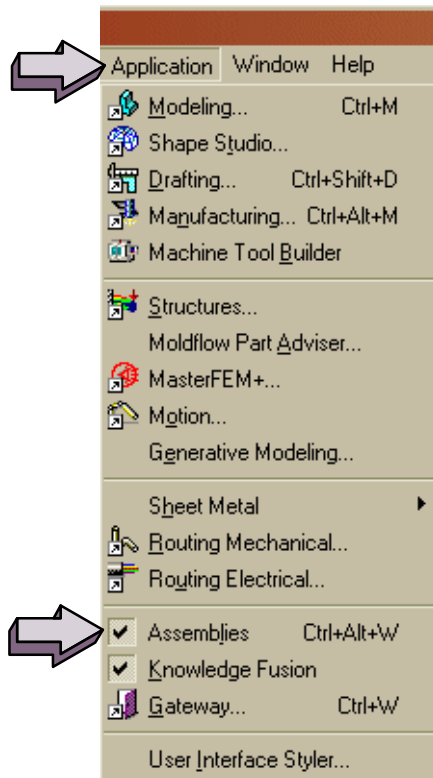 Application Window Help
Modeling... Ctrl+M
Shape Studio...
Drafting... Ctrl+Shift+D
Manufacturing... Ctrl+Alt+M
Machine Tool Builder
Structures...
Moldflow Part Adviser...
MasterFEM+...
Motion...
Generative Modeling...
Sheet Metal
Routing Mechanical...
Routing Electrical...
Assemblies Ctrl+Alt+W
Knowledge Fusion
Gateway... Ctrl+W
User Interface Styler...